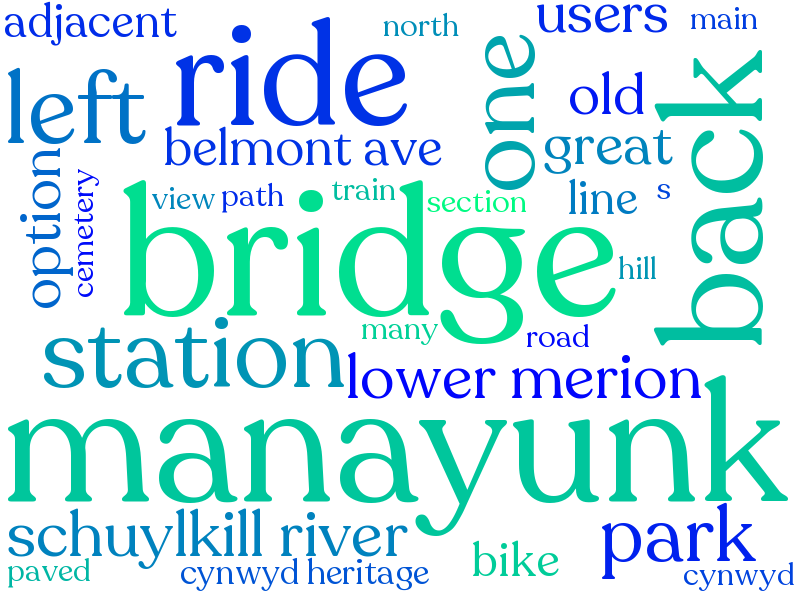 adjacent
ride
north
one
users
main
left
old
back
belmont ave
great
option
cemetery
view
path
train
section
line
s
bridge
hill
station
many
road
lower merion
manayunk
schuylkill river
park
bike
paved
cynwyd heritage
cynwyd